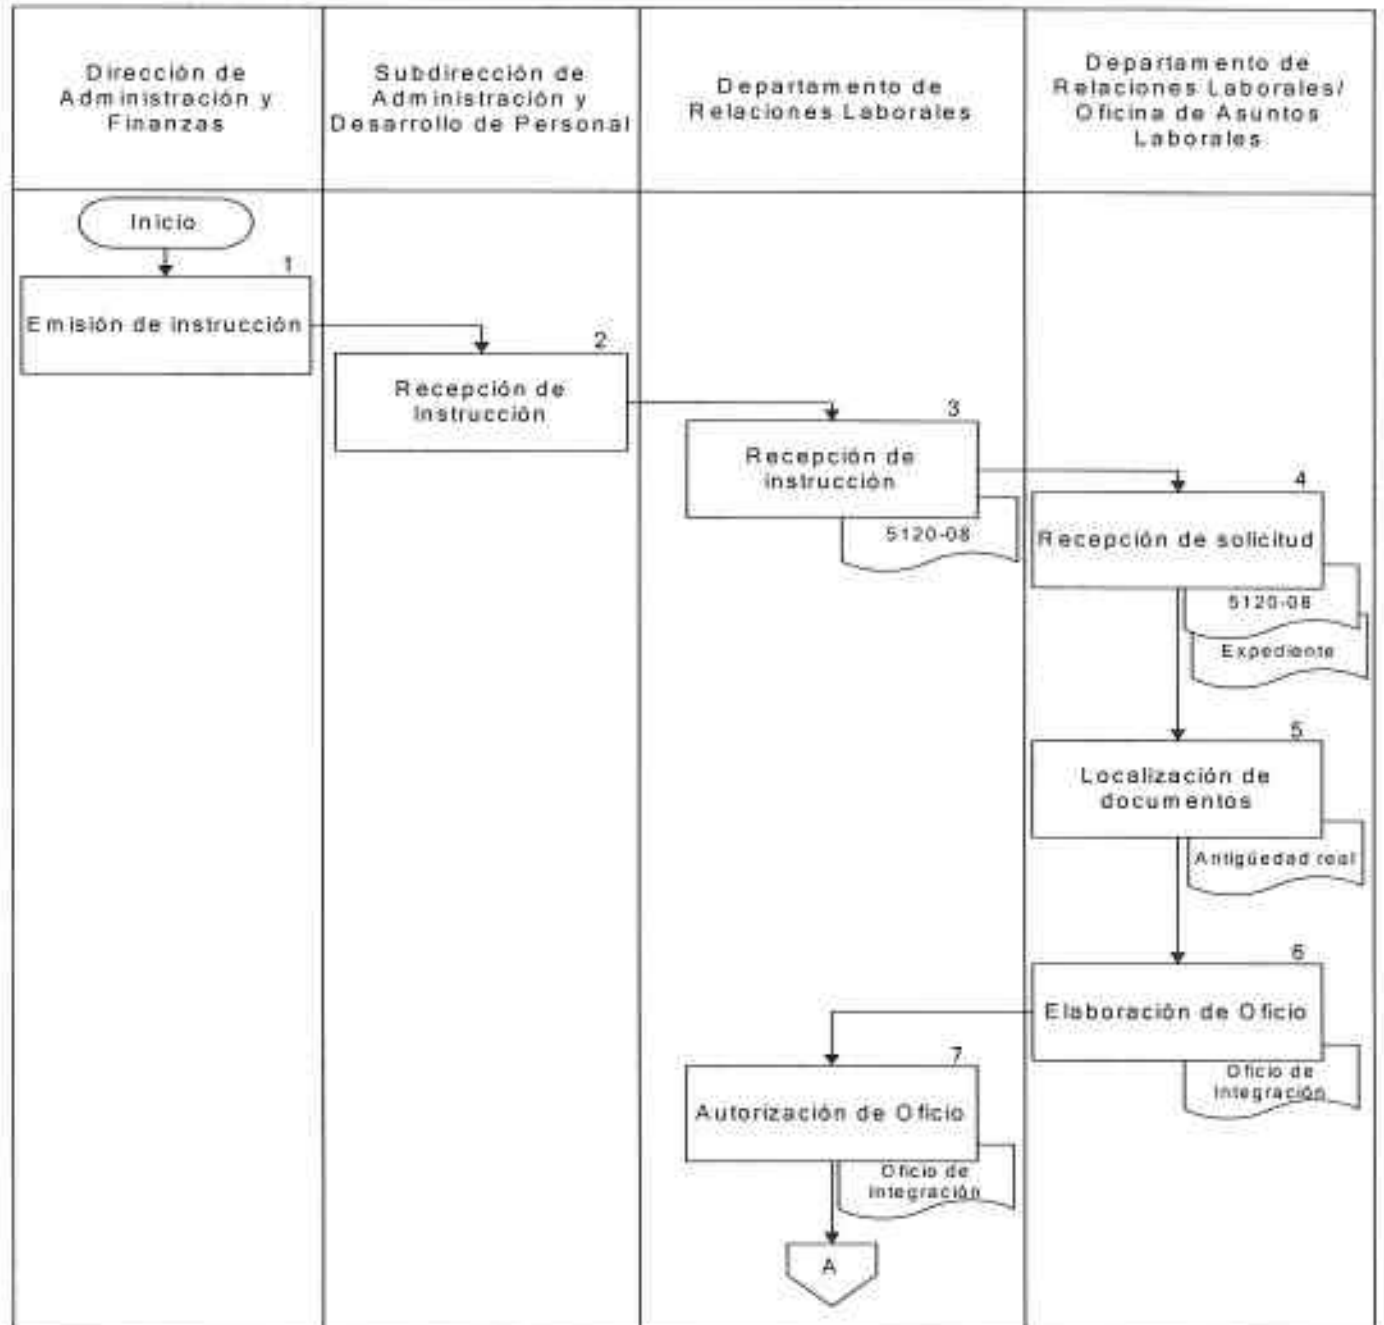 Dirección de
Administración y
Finanzas
Subdirección de
Administración y
Desarrollo de Personal
Departamento de
Relaciones Laborales
Departamento de
Relaciones Laborales/
Oficina de Asuntos
Laborales
Inicio
1
Emisión de instrucción
2
Recepción de
Instrucción
3
Recepción de
instrucción
5120-08
4
Recepción de solicitud
5120-08
Expediente
5
Localización de
documentos
Antigüedad real
6
Elaboración de Oficio
Oficio de
Integración
7
Autorización de Oficio
Oficio de
Integración
A